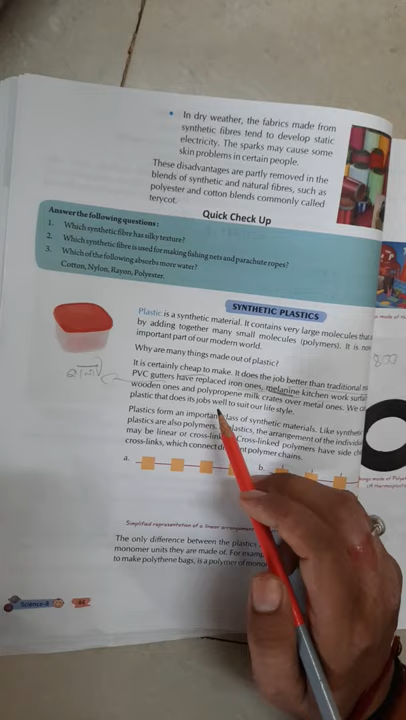 • In dry weather, the fabrics made from
synthetic fibres tend to develop static
electricity. The sparks may cause some
skin problems in certain people.
These disadvantages are partly removed in the
blends of synthetic and natural fibres, such as
polyester and cotton blends commonly called
terycot.
Quick Check Up
Answer the following questions :
1. Which synthetic fibre has silky texture?
2. Which synthetic fibre is used for making fishing nets and parachute ropes?
3. Which of the following absorbs more water?
Cotton, Nylon, Rayon, Polyester.
SYNTHETIC PLASTICS
Plastic is a synthetic material. It contains very large molecules that
by adding together many small molecules (polymers). It is now
important part of our modern world.
Why are many things made out of plastic?
It is certainly cheap to make. It does the job better than traditional
PVC gutters have replaced iron ones, melamine kitchen work
wooden ones and polypropene milk crates over metal ones. We
plastic that does its jobs well to suit our life style.
Plastics form an important class of synthetic materials. Like
plastics are also polymers. the arrangement of the
may be linear or Cross-linked polymers have side
cross-links, which connect polymer chains.
a.
b.
Simplified representation of a linear
The only difference between the plastics
monomer units they are made of. For
to make polythene bags, is a polymer of
Science-8